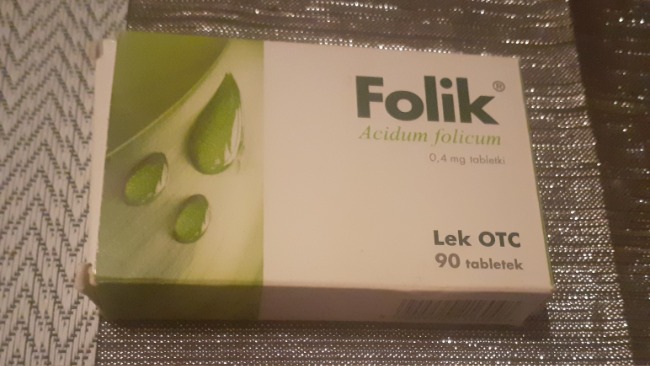 Folik®
Acidum folicum
0,4 mg tabletki
Lek OTC
90 tabletek